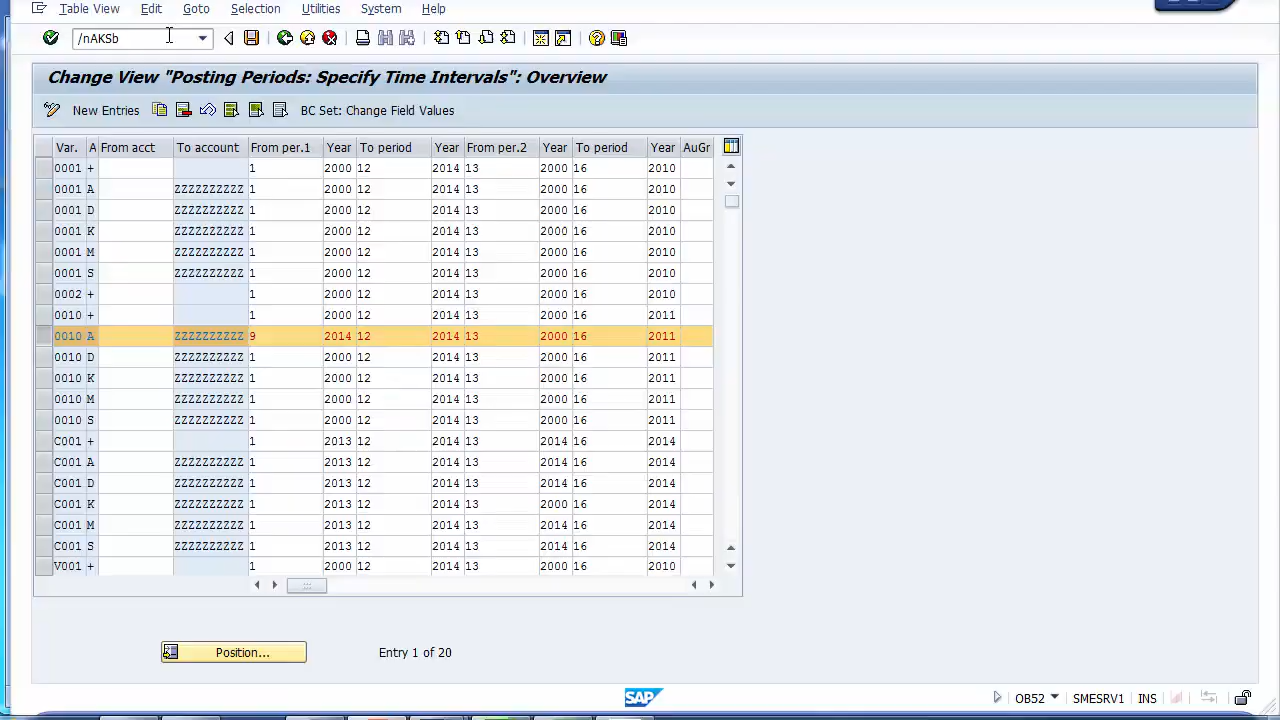 Table View Edit Goto Selection Utilities System Help
/nAKSb
Change View "Posting Periods: Specify Time Intervals": Overview
New Entries BC Set: Change Field Values
Var. A From acct To account From per.1 Year To period Year From per.2 Year To period Year AuGr
0001 + 1 2000 12 2014 13 2000 16 2010
0001 A ZZZZZZZZZZ 1 2000 12 2014 13 2000 16 2010
0001 D ZZZZZZZZZZ 1 2000 12 2014 13 2000 16 2010
0001 K ZZZZZZZZZZ 1 2000 12 2014 13 2000 16 2010
0001 M ZZZZZZZZZZ 1 2000 12 2014 13 2000 16 2010
0001 S ZZZZZZZZZZ 1 2000 12 2014 13 2000 16 2010
0002 + 1 2000 12 2014 13 2000 16 2010
0010 + 1 2000 12 2014 13 2000 16 2011
0010 A ZZZZZZZZZZ 9 2014 12 2014 13 2000 16 2011
0010 D ZZZZZZZZZZ 1 2000 12 2014 13 2000 16 2011
0010 K ZZZZZZZZZZ 1 2000 12 2014 13 2000 16 2011
0010 M ZZZZZZZZZZ 1 2000 12 2014 13 2000 16 2011
0010 S ZZZZZZZZZZ 1 2000 12 2014 13 2000 16 2011
C001 + 1 2013 12 2014 13 2014 16 2014
C001 A ZZZZZZZZZZ 1 2013 12 2014 13 2014 16 2014
C001 D ZZZZZZZZZZ 1 2013 12 2014 13 2014 16 2014
C001 K ZZZZZZZZZZ 1 2013 12 2014 13 2000 16 2014
C001 M ZZZZZZZZZZ 1 2013 12 2014 13 2014 16 2014
C001 S ZZZZZZZZZZ 1 2013 12 2014 13 2014 16 2014
V001 + 1 2000 12 2014 13 2000 16 2010
Position... Entry 1 of 20
SAP OB52 SMESRV1 INS